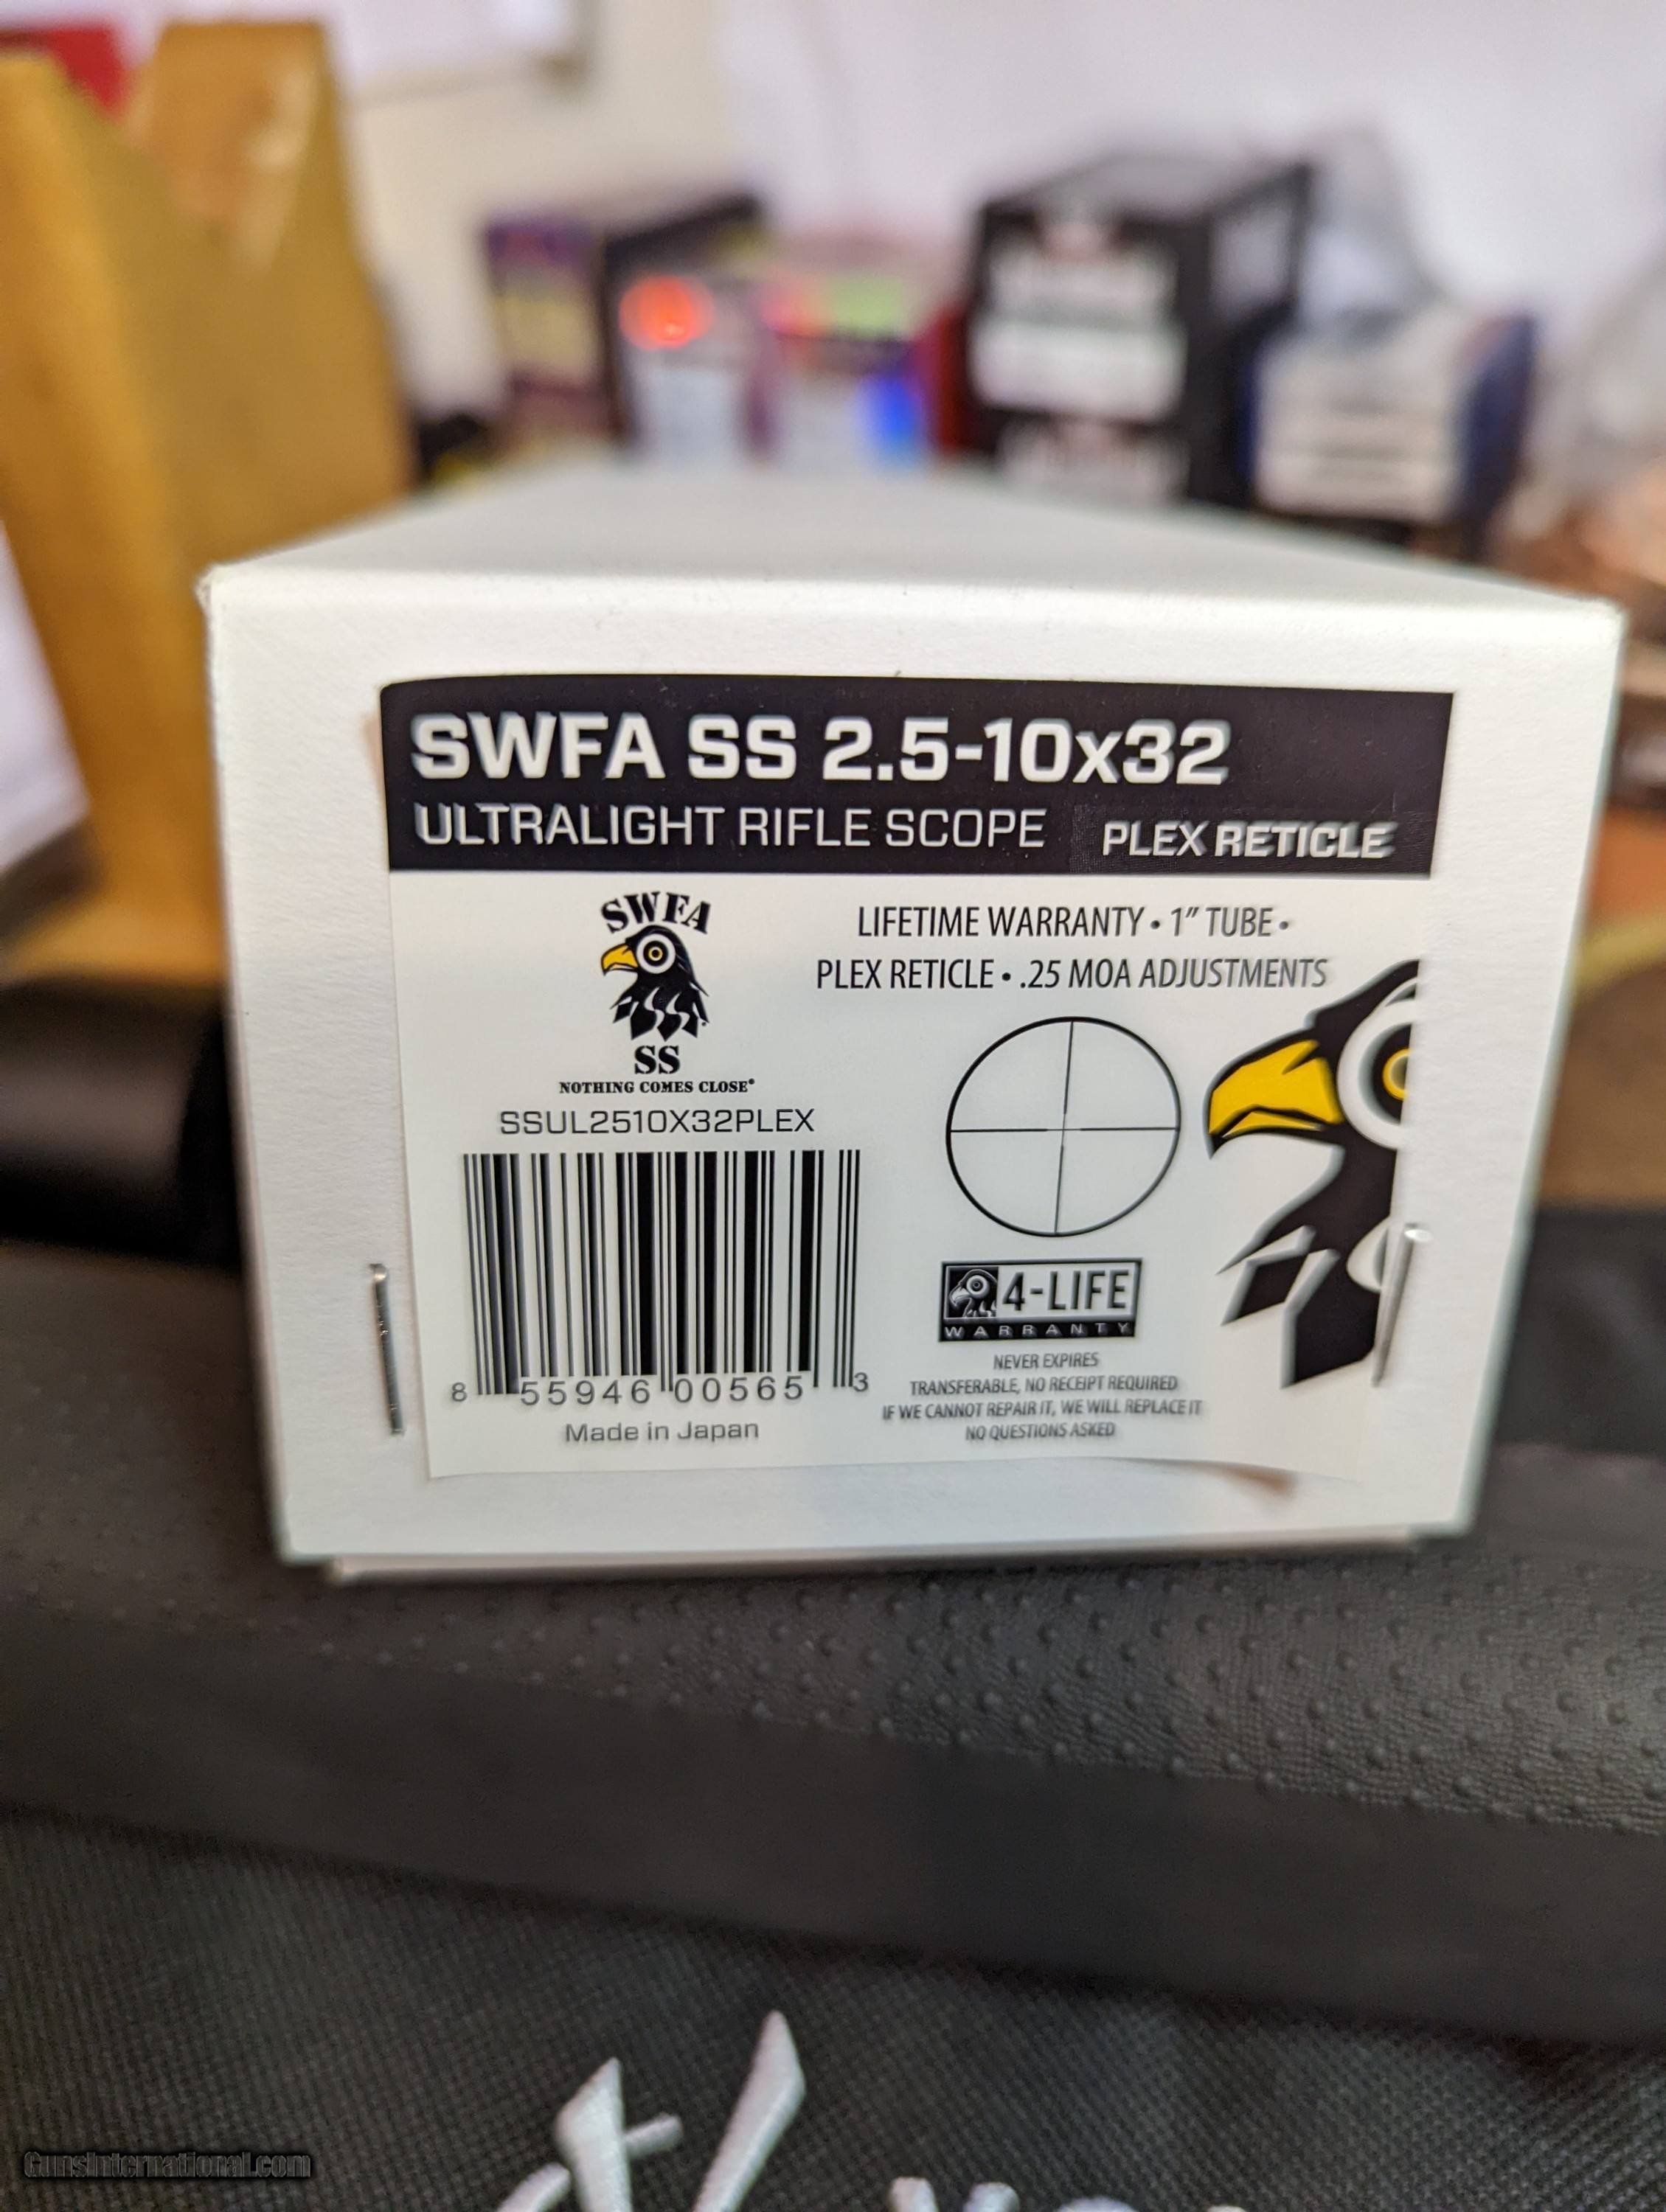 SWFA SS 2.5-10x32
ULTRALIGHT RIFLE SCOPE PLEX RETICLE
SWFA
SS
NOTHING COMES CLOSE®
SSUL2510X32PLEX
8 55946 00565 3
Made in Japan
LIFETIME WARRANTY • 1" TUBE •
PLEX RETICLE • .25 MOA ADJUSTMENTS
4-LIFE
WARRANTY
NEVER EXPIRES
TRANSFERABLE, NO RECEIPT REQUIRED
IF WE CANNOT REPAIR IT, WE WILL REPLACE IT
NO QUESTIONS ASKED
GunsInternational.com